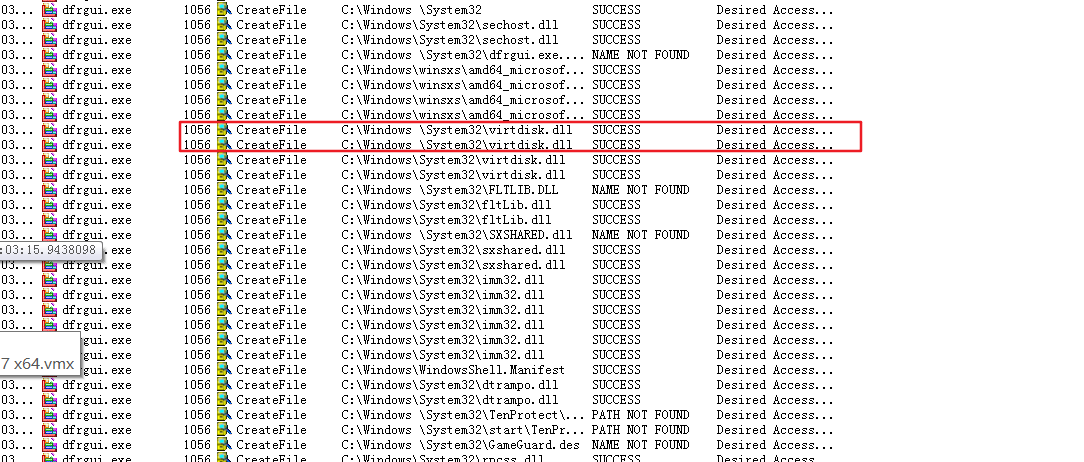 03... dfrgui.exe 1056 CreateFile C:\Windows \System32 SUCCESS Desired Access...
03... dfrgui.exe 1056 CreateFile C:\Windows\System32\sechost.dll SUCCESS Desired Access...
03... dfrgui.exe 1056 CreateFile C:\Windows\System32\sechost.dll SUCCESS Desired Access...
03... dfrgui.exe 1056 CreateFile C:\Windows \System32\dfrgui.exe.... NAME NOT FOUND Desired Access...
03... dfrgui.exe 1056 CreateFile C:\Windows\winsxs\amd64_microsof... SUCCESS Desired Access...
03... dfrgui.exe 1056 CreateFile C:\Windows\winsxs\amd64_microsof... SUCCESS Desired Access...
03... dfrgui.exe 1056 CreateFile C:\Windows\winsxs\amd64_microsof... SUCCESS Desired Access...
03... dfrgui.exe 1056 CreateFile C:\Windows\winsxs\amd64_microsof... SUCCESS Desired Access...
03... dfrgui.exe 1056 CreateFile C:\Windows \System32\virtdisk.dll SUCCESS Desired Access...
03... dfrgui.exe 1056 CreateFile C:\Windows \System32\virtdisk.dll SUCCESS Desired Access...
03... dfrgui.exe 1056 CreateFile C:\Windows\System32\virtdisk.dll SUCCESS Desired Access...
03... dfrgui.exe 1056 CreateFile C:\Windows\System32\virtdisk.dll SUCCESS Desired Access...
03... dfrgui.exe 1056 CreateFile C:\Windows \System32\FLTLIB.DLL NAME NOT FOUND Desired Access...
03... dfrgui.exe 1056 CreateFile C:\Windows\System32\fltLib.dll SUCCESS Desired Access...
03... dfrgui.exe 1056 CreateFile C:\Windows\System32\fltLib.dll SUCCESS Desired Access...
03... dfrgui.exe 1056 CreateFile C:\Windows \System32\SXSHARED.dll NAME NOT FOUND Desired Access...
:03:15.9438098 .exe 1056 CreateFile C:\Windows\System32\sxshared.dll SUCCESS Desired Access...
03... dfrgui.exe 1056 CreateFile C:\Windows\System32\sxshared.dll SUCCESS Desired Access...
03... dfrgui.exe 1056 CreateFile C:\Windows\System32\imm32.dll SUCCESS Desired Access...
03... dfrgui.exe 1056 CreateFile C:\Windows\System32\imm32.dll SUCCESS Desired Access...
03... dfrgui.exe 1056 CreateFile C:\Windows\System32\imm32.dll SUCCESS Desired Access...
.exe 1056 CreateFile C:\Windows\System32\imm32.dll SUCCESS Desired Access...
.exe 1056 CreateFile C:\Windows\System32\imm32.dll SUCCESS Desired Access...
7 x64.vmx .exe 1056 CreateFile C:\Windows\System32\imm32.dll SUCCESS Desired Access...
.exe 1056 CreateFile C:\Windows\WindowsShell.Manifest SUCCESS Desired Access...
03... dfrgui.exe 1056 CreateFile C:\Windows\System32\dtrampo.dll SUCCESS Desired Access...
03... dfrgui.exe 1056 CreateFile C:\Windows\System32\dtrampo.dll SUCCESS Desired Access...
03... dfrgui.exe 1056 CreateFile C:\Windows \System32\TenProtect\... PATH NOT FOUND Desired Access...
03... dfrgui.exe 1056 CreateFile C:\Windows \System32\start\TenPr... PATH NOT FOUND Desired Access...
03... dfrgui.exe 1056 CreateFile C:\Windows \System32\GameGuard.des NAME NOT FOUND Desired Access...
03... dfrgui.exe 1056 CreateFile C:\Windows\System32\rpcss.dll SUCCESS Desired Access...